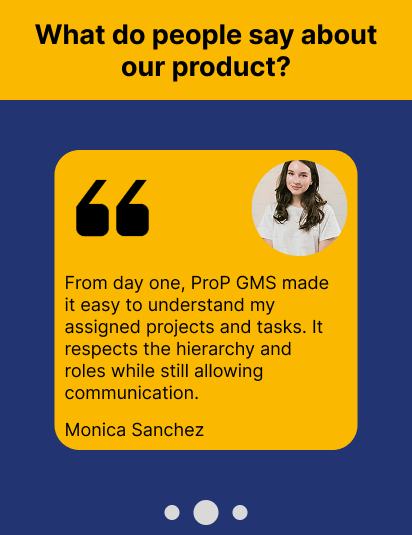 What do people say about
our product?
From day one, ProP GMS made
it easy to understand my
assigned projects and tasks. It
respects the hierarchy and
roles while still allowing
communication.
Monica Sanchez